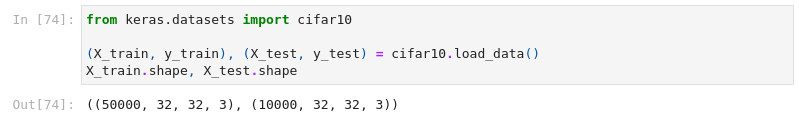 In [74]: from keras.datasets import cifar10
(X_train, y_train), (X_test, y_test) = cifar10.load_data()
X_train.shape, X_test.shape
Out[74]: ((50000, 32, 32, 3), (10000, 32, 32, 3))